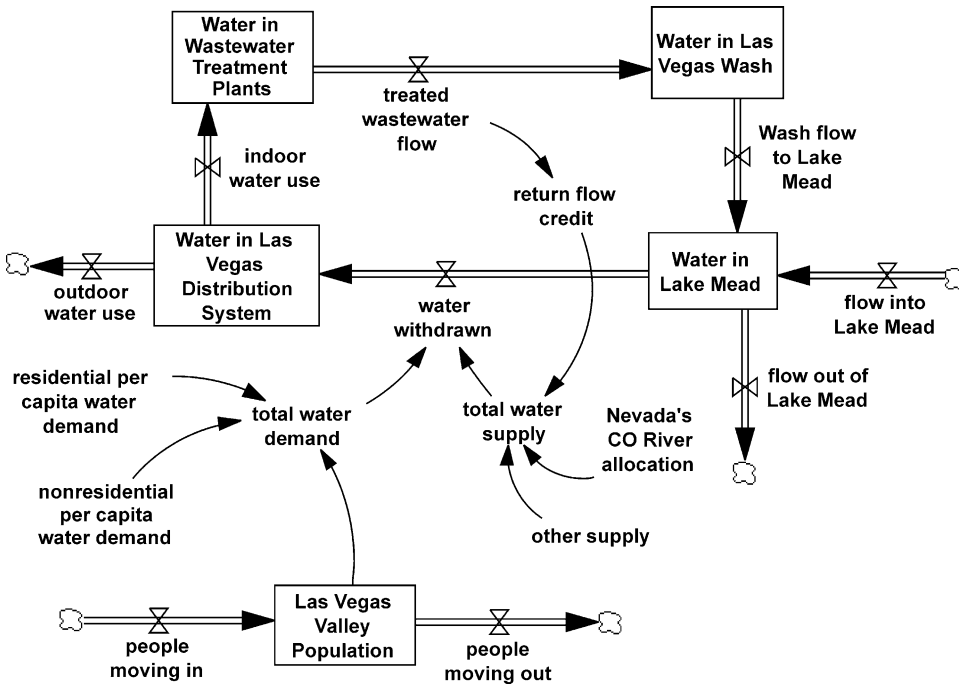 Water in
Wastewater
Treatment
Plants
Water in Las
Vegas Wash
treated
wastewater
flow
Wash flow
to Lake
Mead
indoor
water use
return flow
credit
Water in Las
Vegas
Distribution
System
Water in
Lake Mead
outdoor
water use
water
withdrawn
flow into
Lake Mead
residential per
capita water
demand
total water
demand
total water
supply
Nevada's
CO River
allocation
flow out of
Lake Mead
nonresidential
per capita
water demand
other supply
Las Vegas
Valley
Population
people
moving in
people
moving out